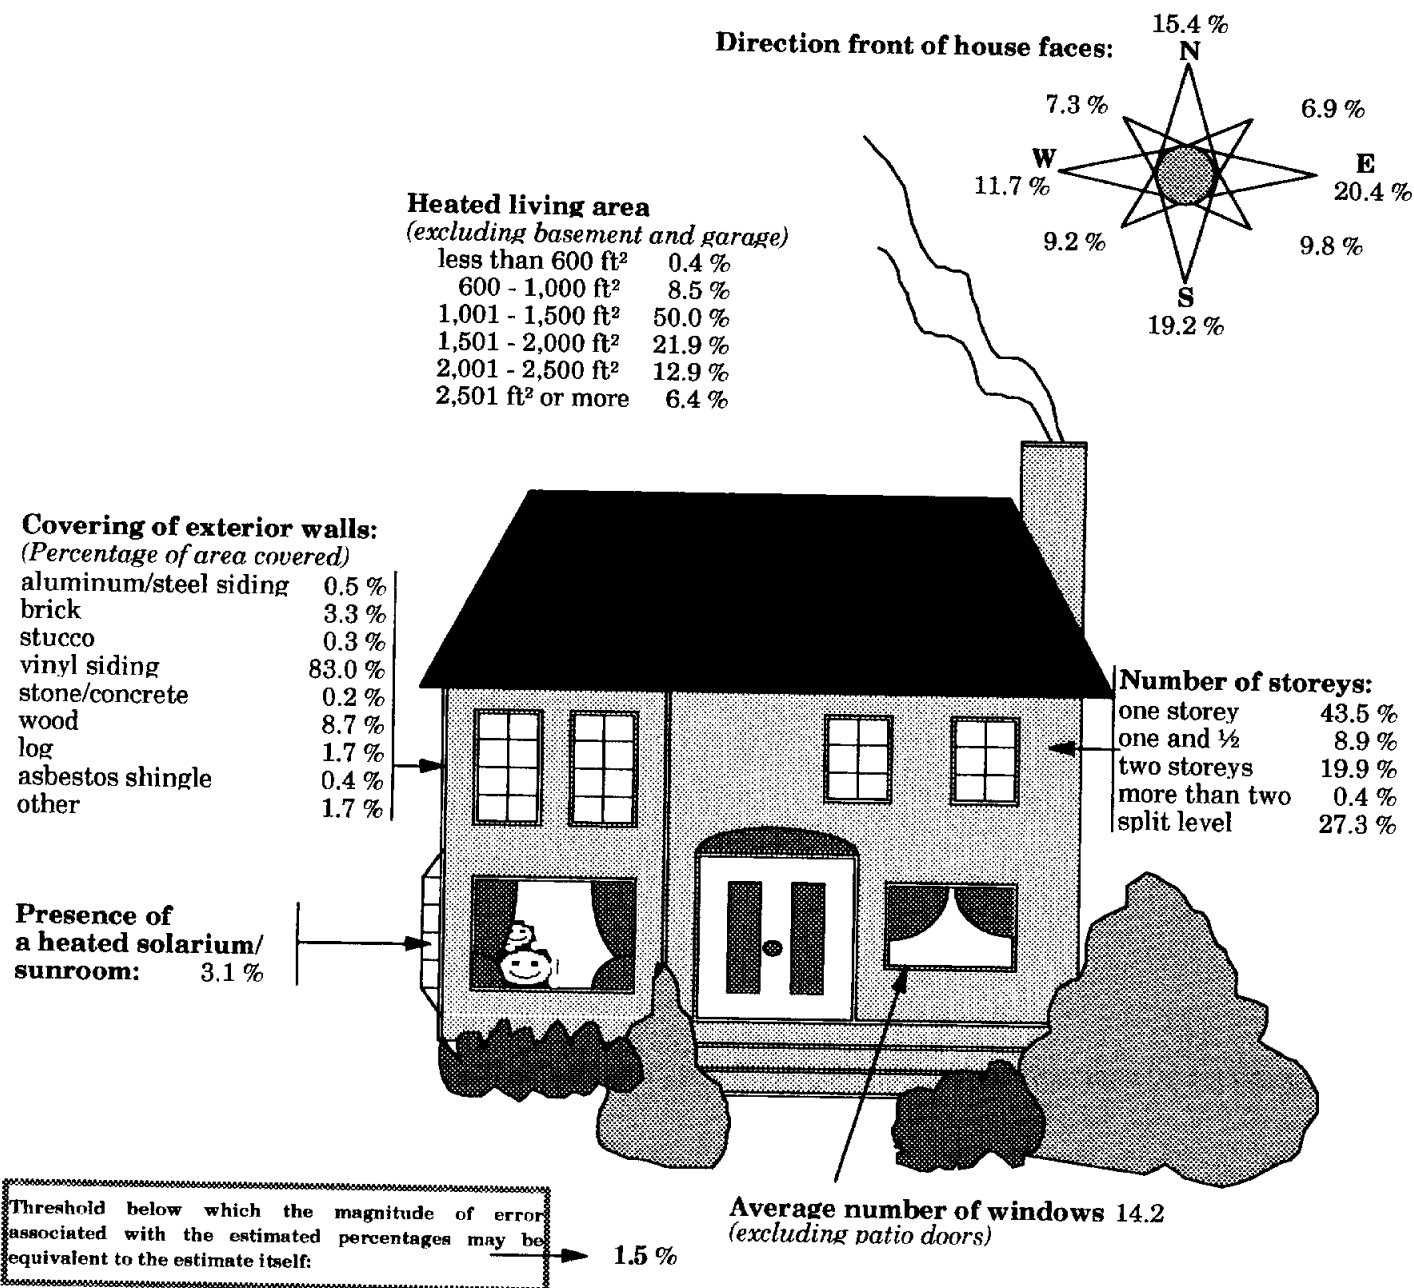 Direction front of house faces:
15.4 %
N
7.3 %
6.9 %
W
11.7 %
E
20.4 %
9.2 %
9.8 %
S
19.2 %
Heated living area
(excluding basement and garage)
less than 600 ft² 0.4 %
600 - 1,000 ft² 8.5 %
1,001 - 1,500 ft² 50.0 %
1,501 - 2,000 ft² 21.9 %
2,001 - 2,500 ft² 12.9 %
2,501 ft² or more 6.4 %
Covering of exterior walls:
(Percentage of area covered)
aluminum/steel siding 0.5 %
brick 3.3 %
stucco 0.3 %
vinyl siding 83.0 %
stone/concrete 0.2 %
wood 8.7 %
log 1.7 %
asbestos shingle 0.4 %
other 1.7 %
Number of storeys:
one storey 43.5 %
one and ½ 8.9 %
two storeys 19.9 %
more than two 0.4 %
split level 27.3 %
Presence of
a heated solarium/
sunroom: 3.1 %
Average number of windows 14.2
(excluding patio doors)
Threshold below which the magnitude of error
associated with the estimated percentages may be
equivalent to the estimate itself:
1.5 %